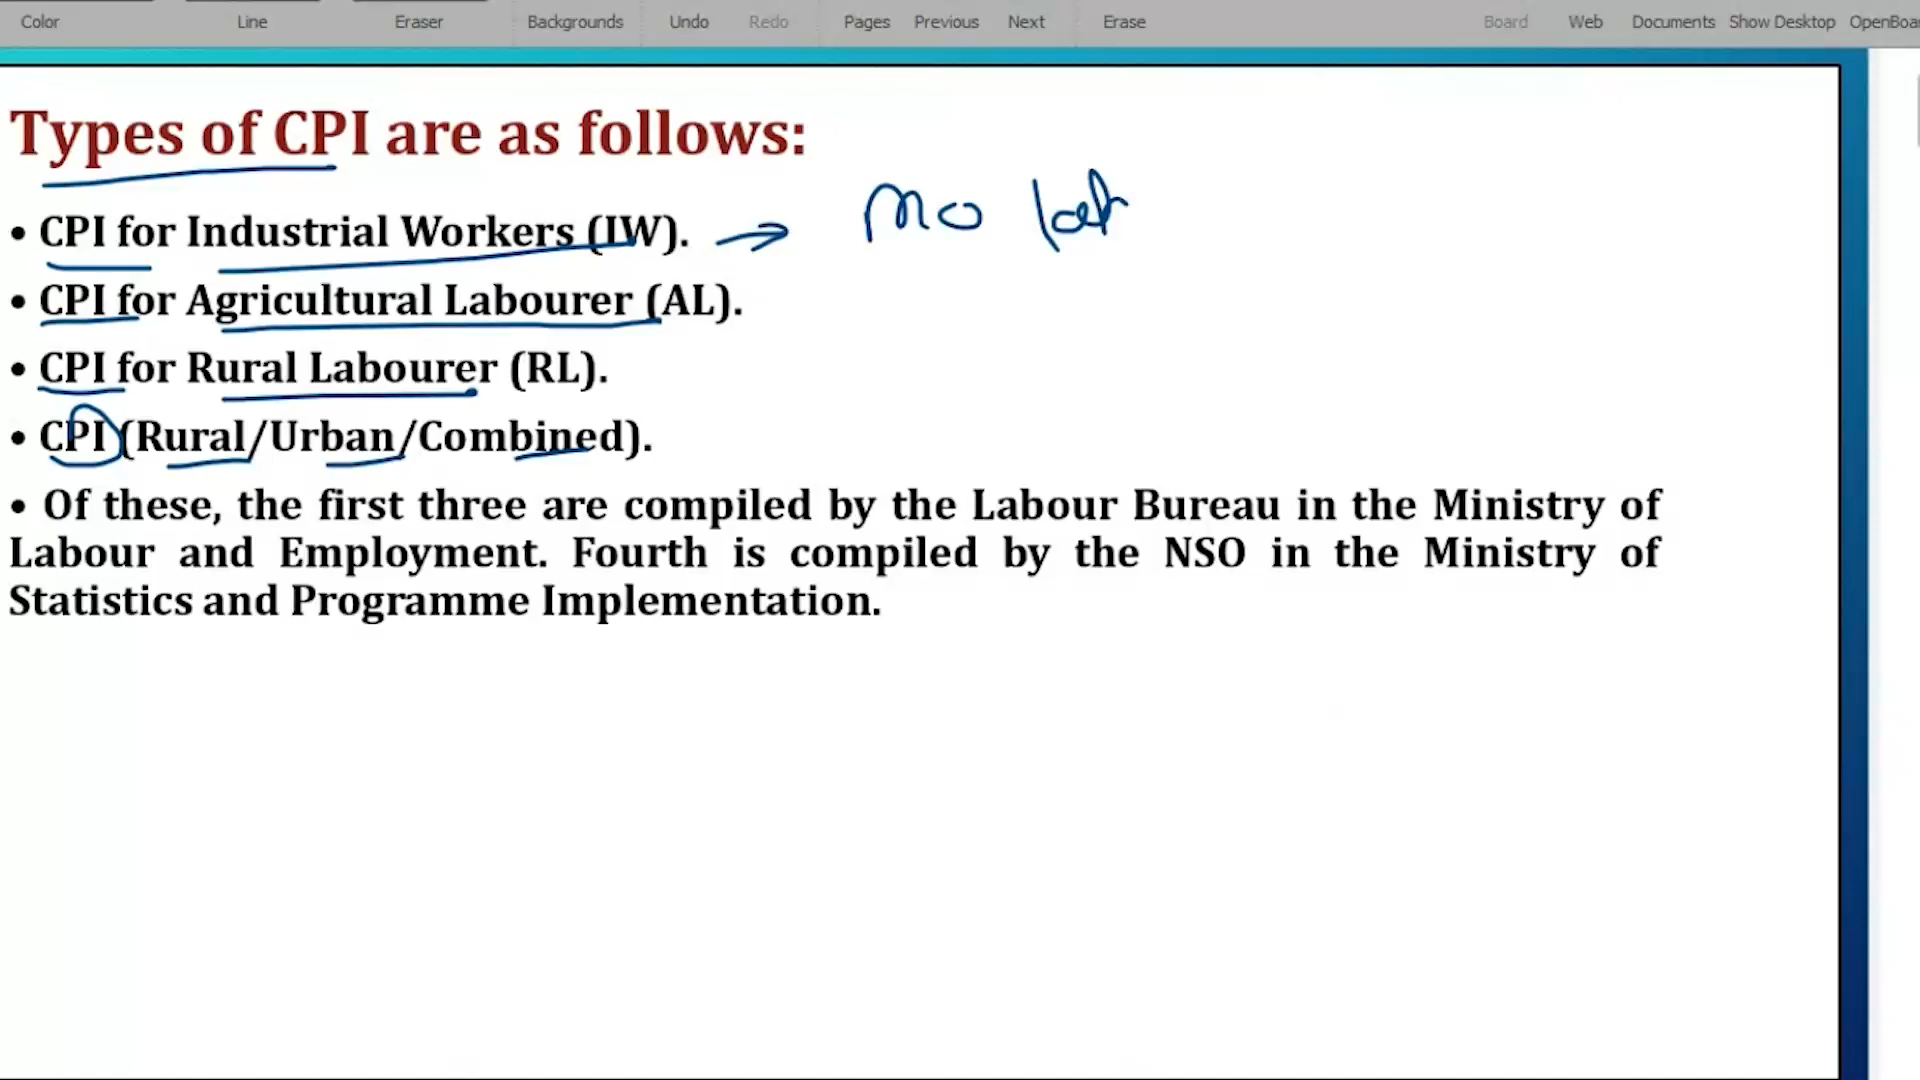 Color Line Eraser Backgrounds Undo Redo Pages Previous Next Erase Board Web Documents Show Desktop OpenBoar
Types of CPI are as follows:
• CPI for Industrial Workers (IW). → mo lab
• CPI for Agricultural Labourer (AL).
• CPI for Rural Labourer (RL).
• CPI (Rural/Urban/Combined).
• Of these, the first three are compiled by the Labour Bureau in the Ministry of
Labour and Employment. Fourth is compiled by the NSO in the Ministry of
Statistics and Programme Implementation.